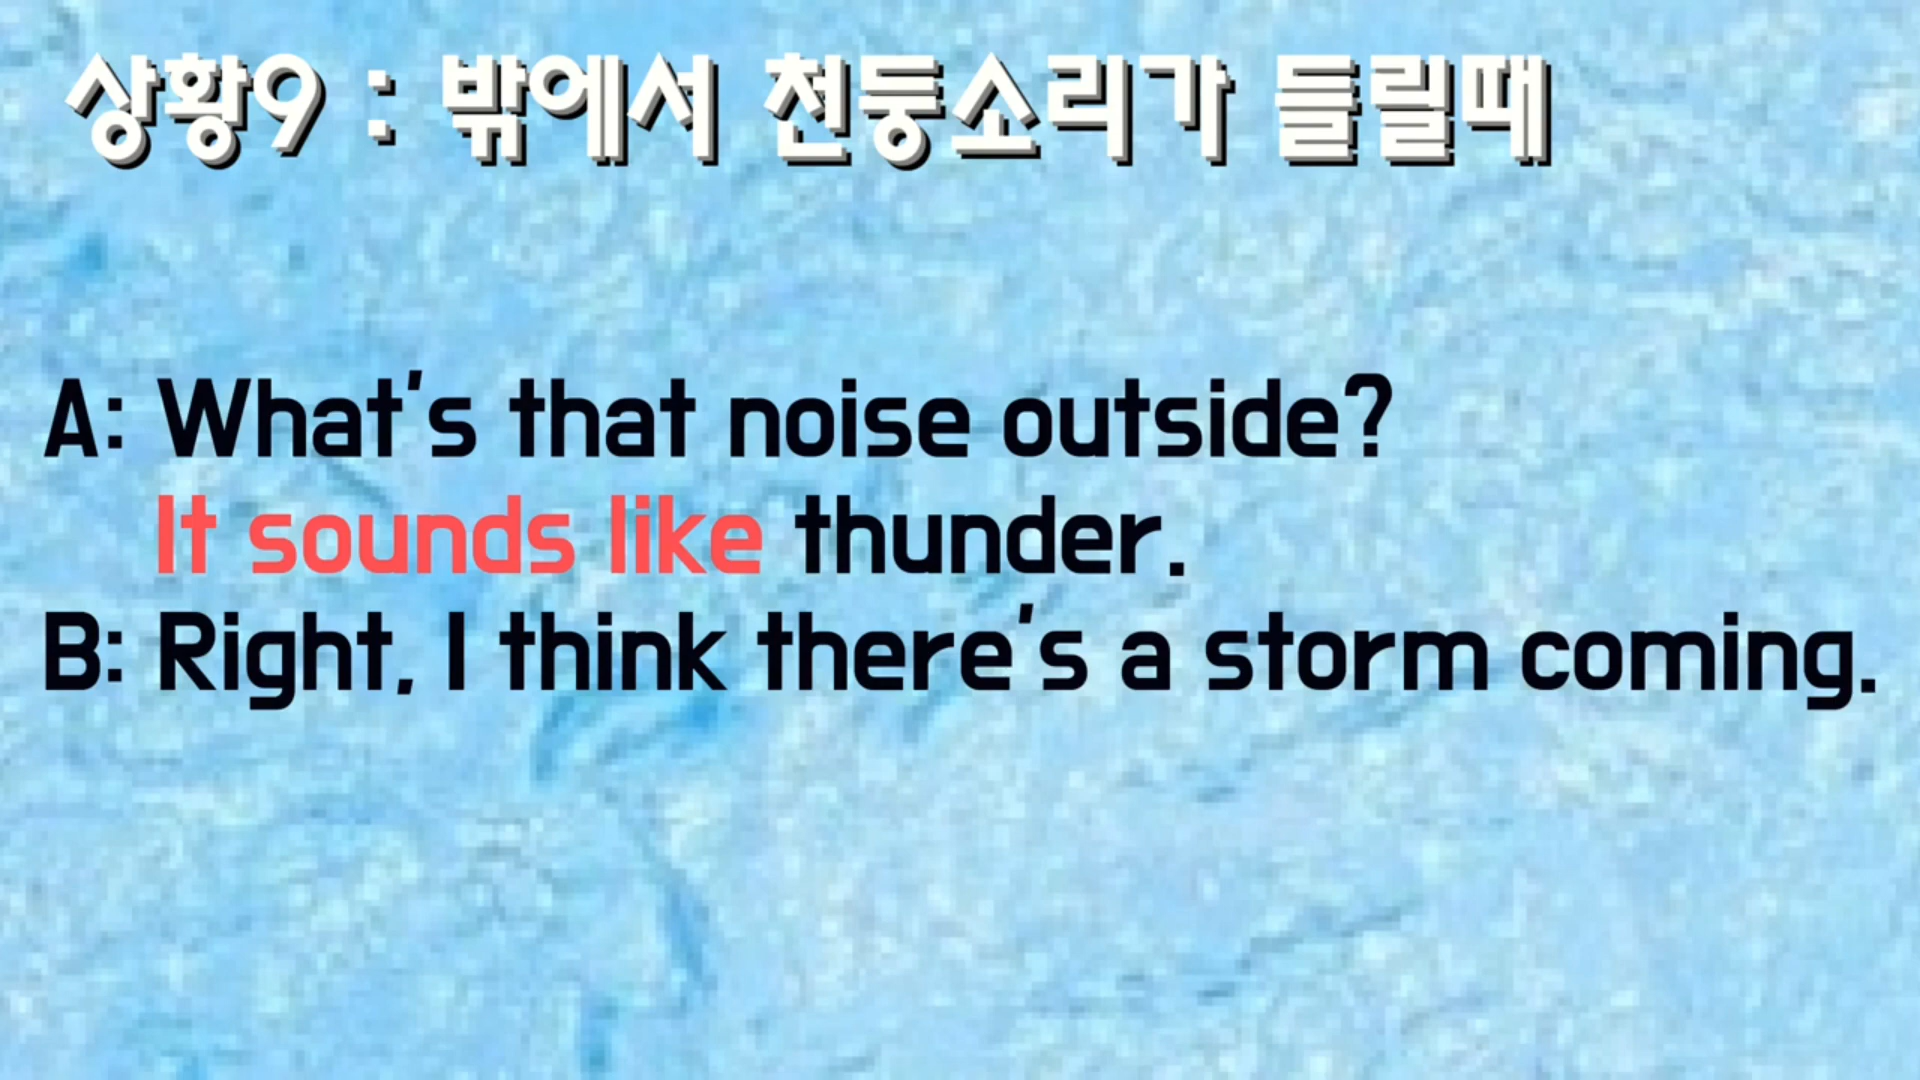 상황9 : 밖에서 천둥소리가 들릴때
A: What's that noise outside?
It sounds like thunder.
B: Right, I think there's a storm coming.